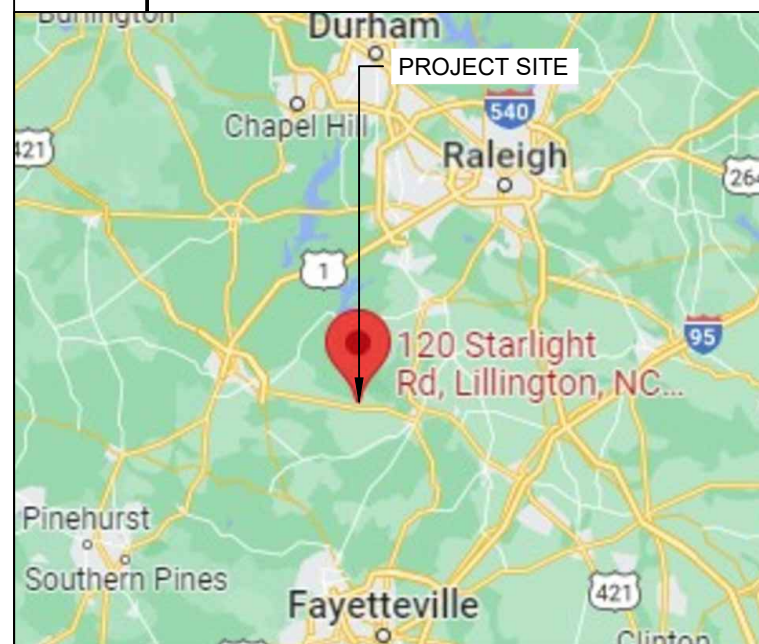 Burlington
Durham
PROJECT SITE
Chapel Hill
540
421
Raleigh
264
1
120 Starlight
Rd, Lillington, NC...
95
Pinehurst
Southern Pines
421
Fayetteville
Clinton